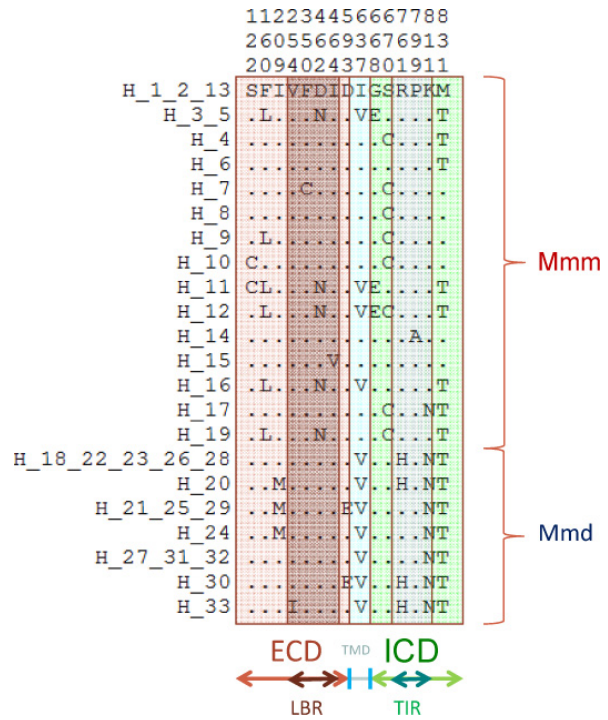 112223445667788
260556693678913
209402437801911
H_1_2_13 SFIVFDIDIGSRPKM
H_3_5 .L...N..VE....T
H_4 ..........C...T
H_6 ..............T
H_7 ....C.....C....
H_8 ..........C....
H_9 .L........C....
H_10 C.........C....
H_11 CL...N..VE....T
H_12 .L...N..VEC...T
H_14 ............A..
H_15 ......V........
H_16 .L...N..V.....T
H_17 ..........C..NT
H_19 .L...N....C...T
H_18_22_23_26_28 ........V..H.NT
H_20 ..M.....V..H.NT
H_21_25_29 ..M....EV....NT
H_24 ..M.....V....NT
H_27_31_32 ........V....NT
H_30 .......EV..H.NT
H_33 ...I....V..H.NT
Mmm
Mmd
ECD TMD ICD
LBR TIR